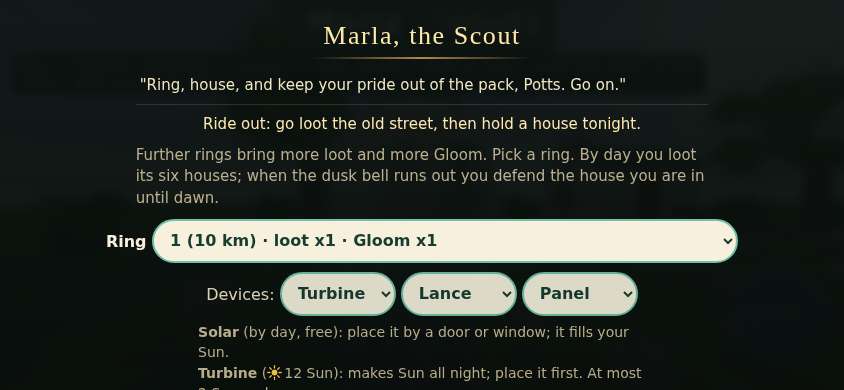 Marla, the Scout
"Ring, house, and keep your pride out of the pack, Potts. Go on."
Ride out: go loot the old street, then hold a house tonight.
Further rings bring more loot and more Gloom. Pick a ring. By day you loot
its six houses; when the dusk bell runs out you defend the house you are in
until dawn.
Ring 1 (10 km) · loot x1 · Gloom x1
Devices: Turbine Lance Panel
Solar (by day, free): place it by a door or window; it fills your
Sun.
Turbine (☀12 Sun): makes Sun all night; place it first. At most